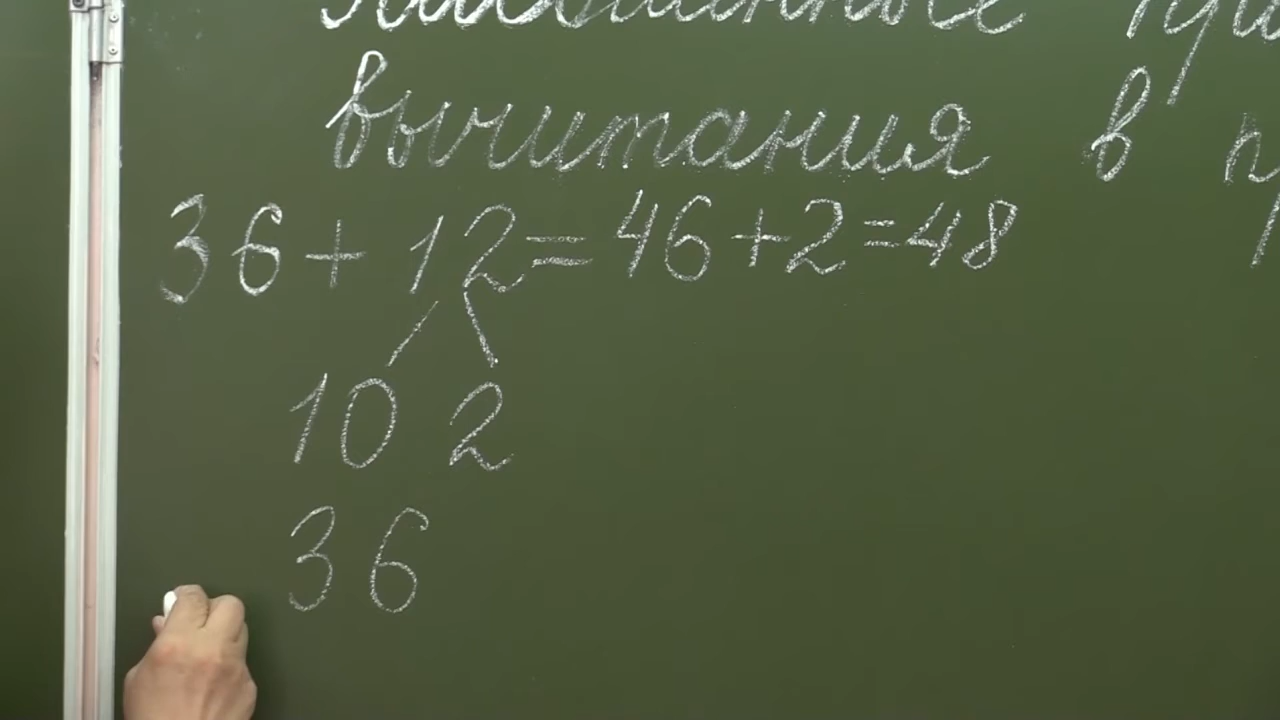 вычитания в
36 + 12 = 46 + 2 = 48
10 2
36